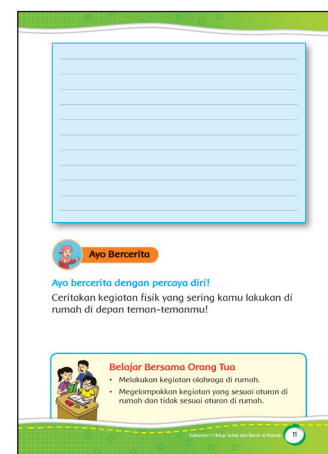 Ayo Bercerita
Ayo bercerita dengan percaya diri!
Ceritakan kegiatan fisik yang sering kamu lakukan di
rumah di depan teman-temanmu!
Belajar Bersama Orang Tua
• Melakukan kegiatan olahraga di rumah.
• Megelompokkan kegiatan yang sesuai aturan di
rumah dan tidak sesuai aturan di rumah.
Subtema 1: Hidup Sehat dan Bersih di Rumah
11